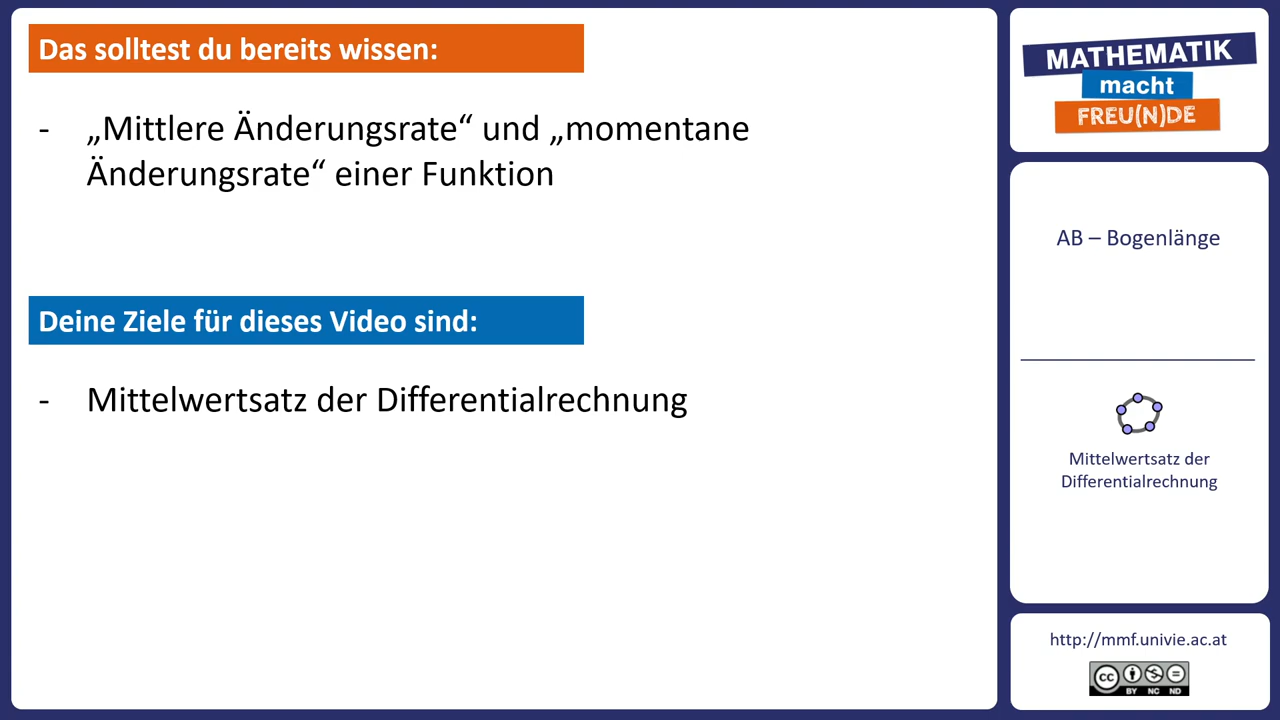 Das solltest du bereits wissen:
- „Mittlere Änderungsrate“ und „momentane
Änderungsrate“ einer Funktion
Deine Ziele für dieses Video sind:
- Mittelwertsatz der Differentialrechnung
MATHEMATIK
macht
FREU(N)DE
AB – Bogenlänge
Mittelwertsatz der
Differentialrechnung
http://mmf.univie.ac.at
cc
BY NC ND